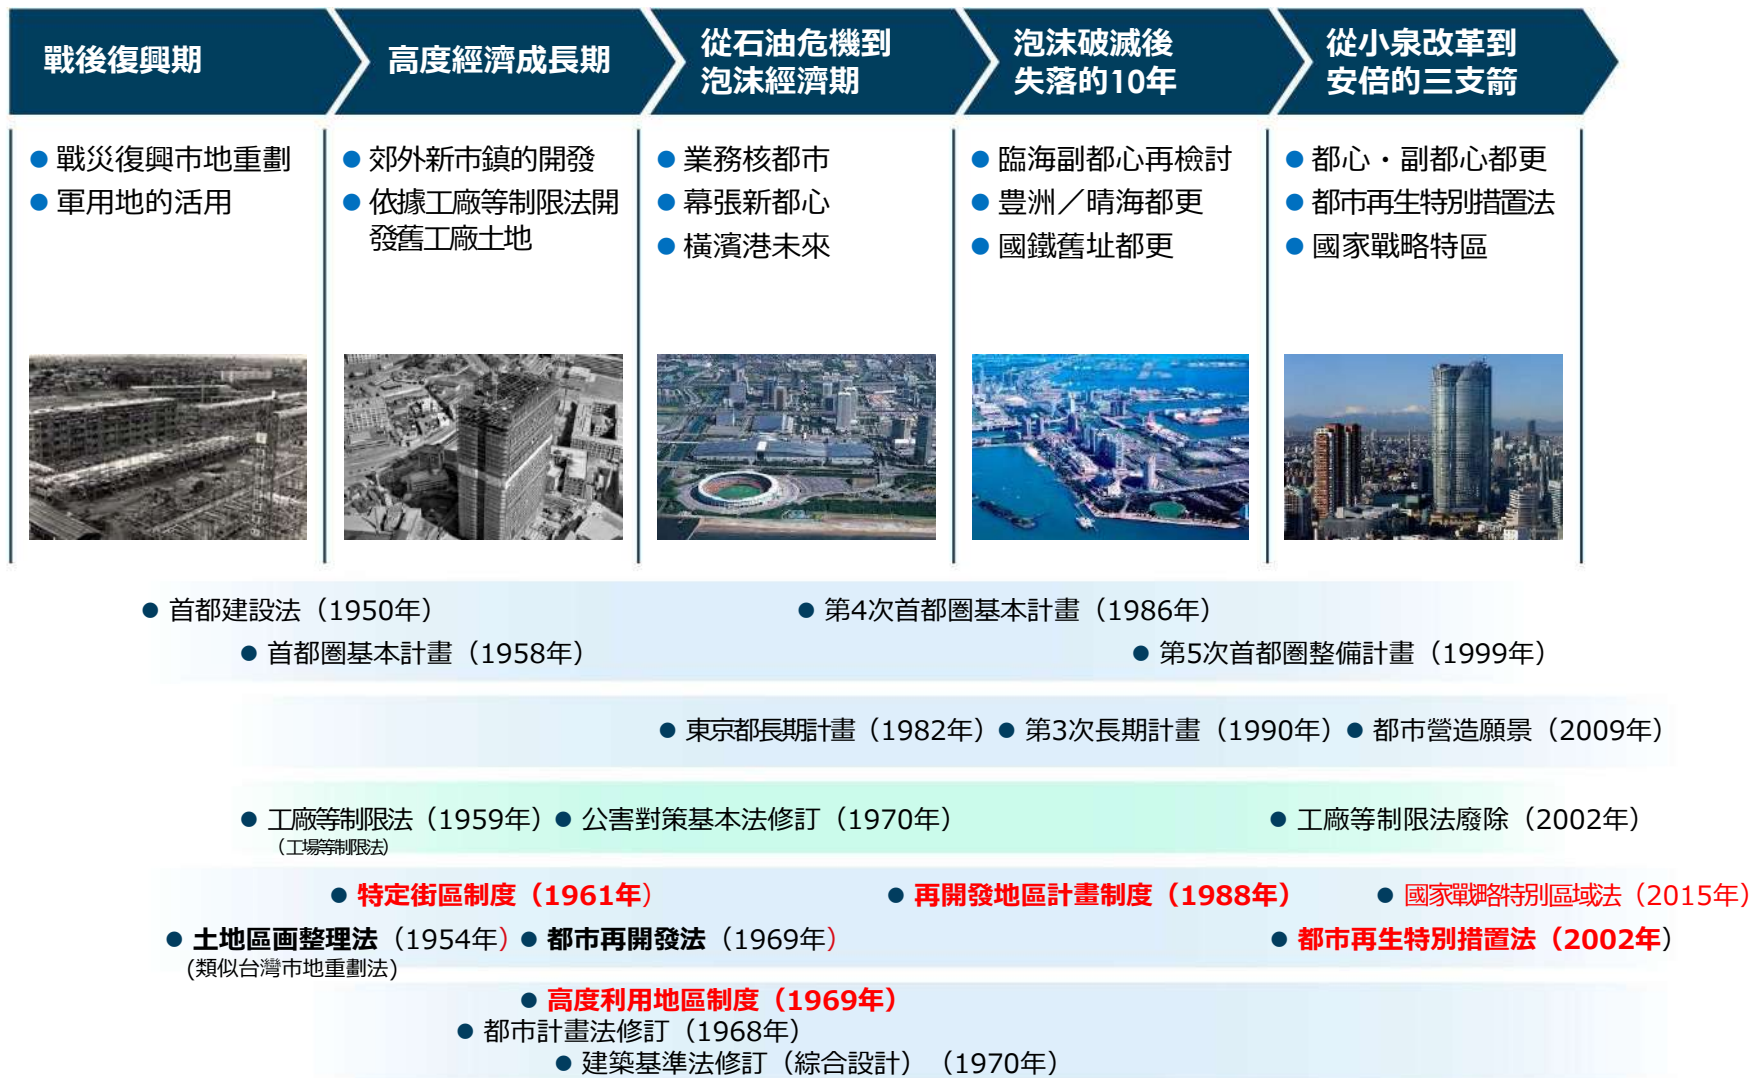 戰後復興期
高度經濟成長期
從石油危機到
泡沫經濟期
泡沫破滅後
失落的10年
從小泉改革到
安倍的三支箭
● 戰災復興市地重劃
● 軍用地的活用
● 郊外新市鎮的開發
● 依據工廠等制限法開
發舊工廠土地
● 業務核都市
● 幕張新都心
● 橫濱港未來
● 臨海副都心再檢討
● 豊洲／晴海都更
● 國鐵舊址都更
● 都心・副都心都更
● 都市再生特別措置法
● 國家戰略特區
● 首都建設法（1950年）
● 第4次首都圈基本計畫（1986年）
● 首都圈基本計畫（1958年）
● 第5次首都圈整備計畫（1999年）
● 東京都長期計畫（1982年）
● 第3次長期計畫（1990年）
● 都市營造願景（2009年）
● 工廠等制限法（1959年）
（工場等制限法）
● 公害對策基本法修訂（1970年）
● 工廠等制限法廢除（2002年）
● 特定街區制度（1961年）
● 再開發地區計畫制度（1988年）
● 國家戰略特別區域法（2015年）
● 土地區画整理法（1954年）
(類似台灣市地重劃法)
● 都市再開發法（1969年）
● 都市再生特別措置法（2002年）
● 高度利用地區制度（1969年）
● 都市計畫法修訂（1968年）
● 建築基準法修訂（綜合設計）（1970年）